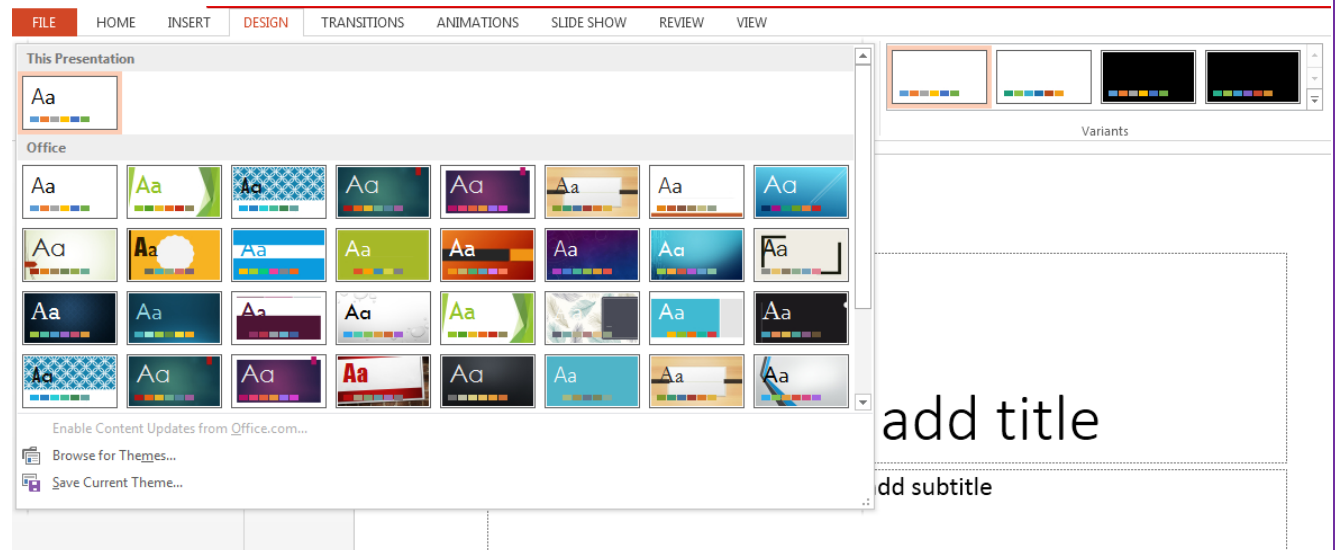 FILE HOME INSERT DESIGN TRANSITIONS ANIMATIONS SLIDE SHOW REVIEW VIEW
This Presentation
Aa
Office
Aa Aa Aa Aa Aa Aa Aa Aa
Aa Aa Aa Aa Aa Aa Aa Aa
Aa Aa Aa Aa Aa Aa Aa
Aa Aa Aa Aa Aa Aa Aa Aa
Enable Content Updates from Office.com...
Browse for Themes...
Save Current Theme...
Variants
add title
dd subtitle